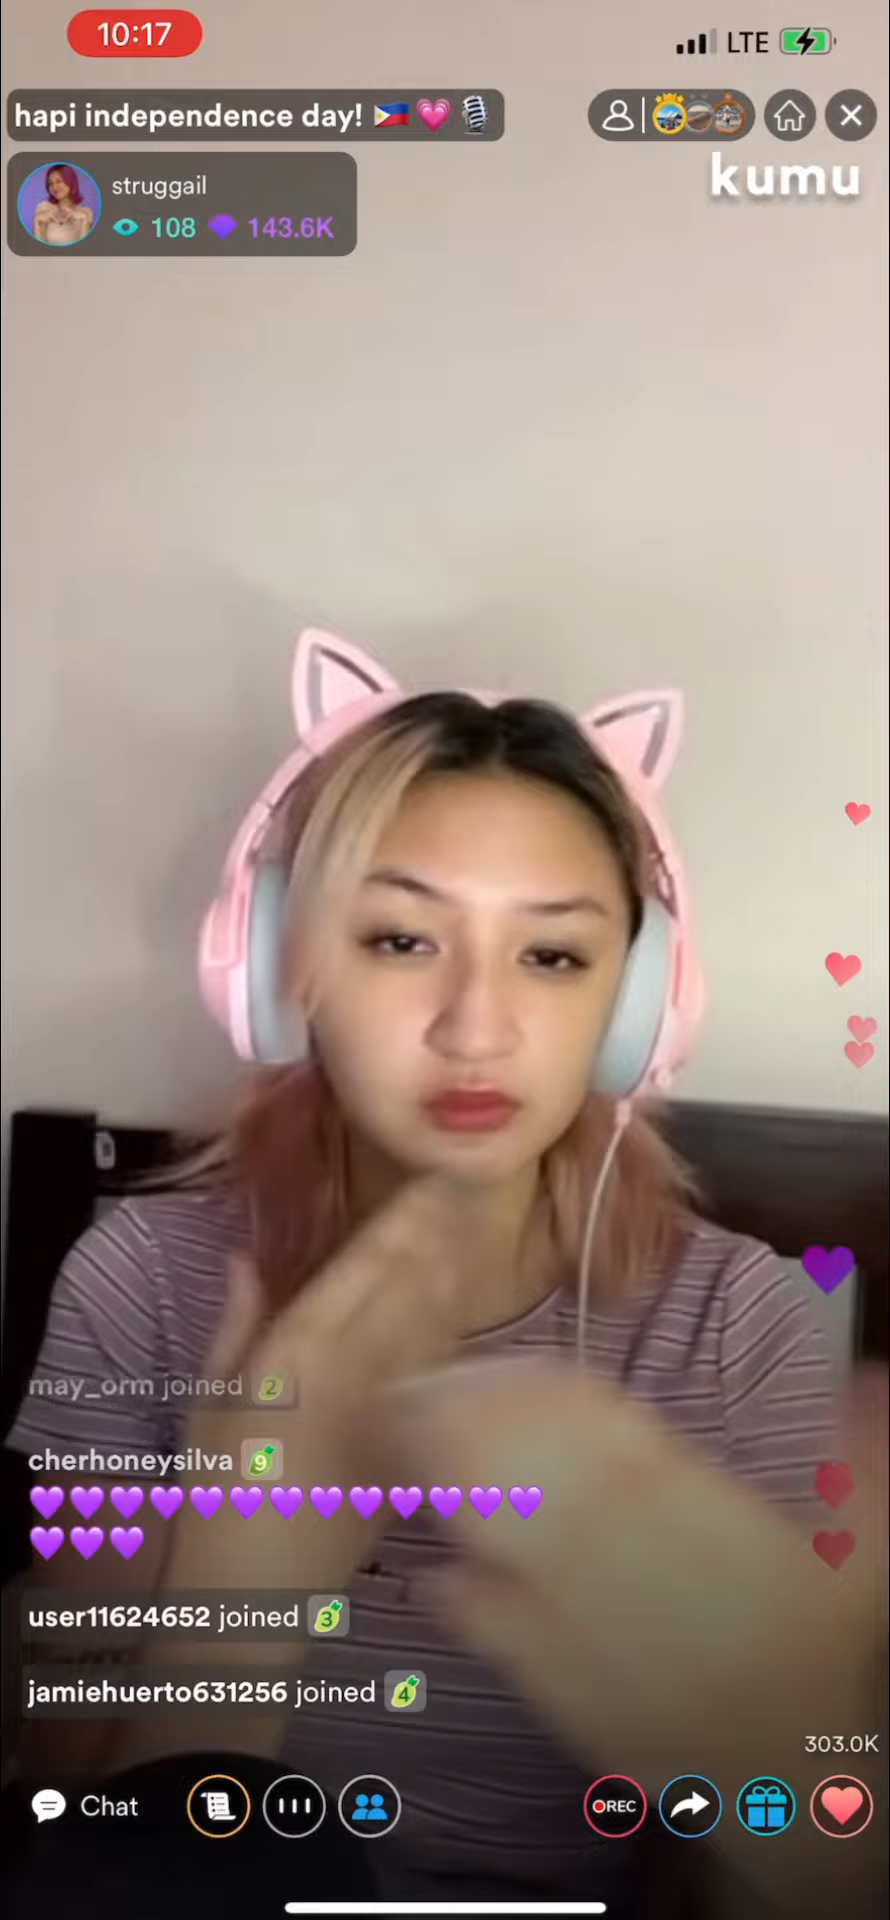 10:17
LTE
hapi independence day! 🇵🇭 💗 🎙️
kumu
struggail
108 143.6K
may_orm joined 2
cherhoneysilva 9
💜💜💜💜💜💜💜💜💜💜💜💜💜
💜💜💜
user11624652 joined 3
jamiehuerto631256 joined 4
303.0K
Chat
REC